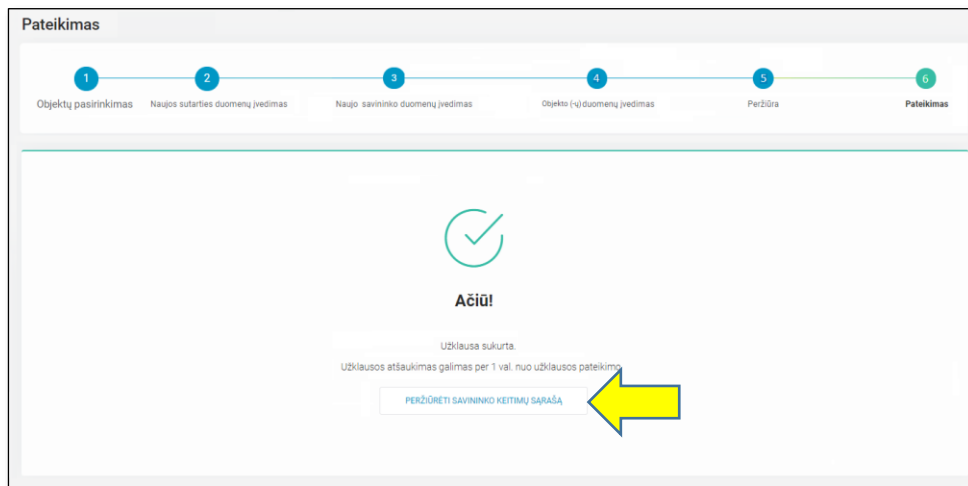 Pateikimas
1 2 3 4 5 6
Objektų pasirinkimas Naujos sutarties duomenų įvedimas Naujo savininko duomenų įvedimas Objekto (-ų) duomenų įvedimas Peržiūra Pateikimas
Ačiū!
Užklausa sukurta.
Užklausos atšaukimas galimas per 1 val. nuo užklausos pateikimo
PERŽIŪRĖTI SAVININKO KEITIMŲ SĄRAŠĄ